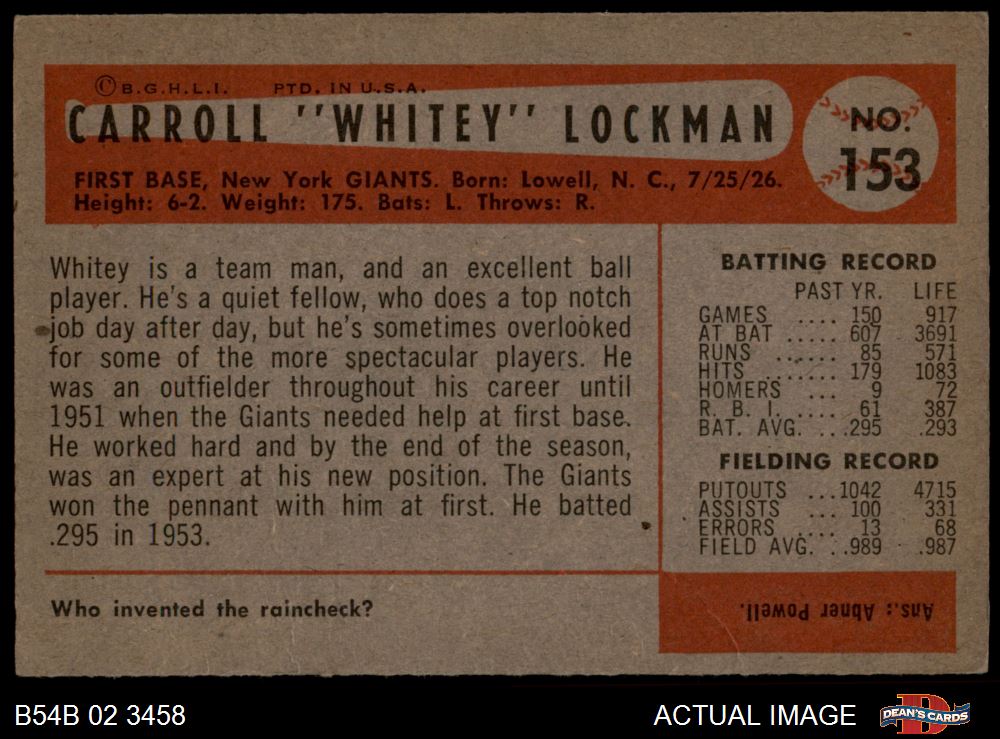 ©B.G.H.L.I. PTD. IN U.S.A.
CARROLL "WHITEY" LOCKMAN
NO.
153
FIRST BASE, New York GIANTS. Born: Lowell, N. C., 7/25/26.
Height: 6-2. Weight: 175. Bats: L. Throws: R.
Whitey is a team man, and an excellent ball
player. He's a quiet fellow, who does a top notch
job day after day, but he's sometimes overlooked
for some of the more spectacular players. He
was an outfielder throughout his career until
1951 when the Giants needed help at first base.
He worked hard and by the end of the season,
was an expert at his new position. The Giants
won the pennant with him at first. He batted
.295 in 1953.
BATTING RECORD
PAST YR. LIFE
GAMES .... 150 917
AT BAT ..... 607 3691
RUNS ...... 85 571
HITS ....... 179 1083
HOMERS ... 9 72
R. B. I. .... 61 387
BAT. AVG. ...295 .293
FIELDING RECORD
PUTOUTS ...1042 4715
ASSISTS ... 100 331
ERRORS .... 13 68
FIELD AVG. ..989 .987
Who invented the raincheck?
Ans.: Abner Powell.
B54B 02 3458
ACTUAL IMAGE
D
DEAN'S CARDS